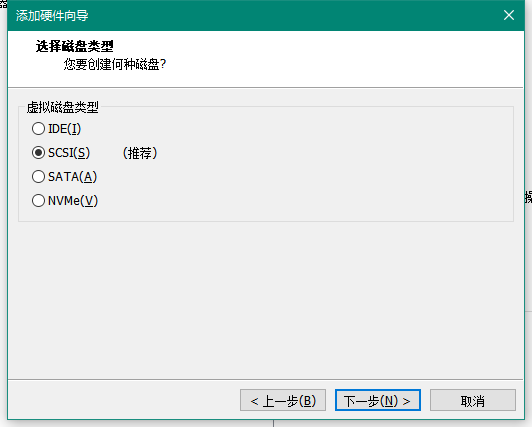 添加硬件向导
选择磁盘类型
您要创建何种磁盘?
虚拟磁盘类型
IDE(I)
SCSI(S) (推荐)
SATA(A)
NVMe(V)
< 上一步(B) 下一步(N) > 取消